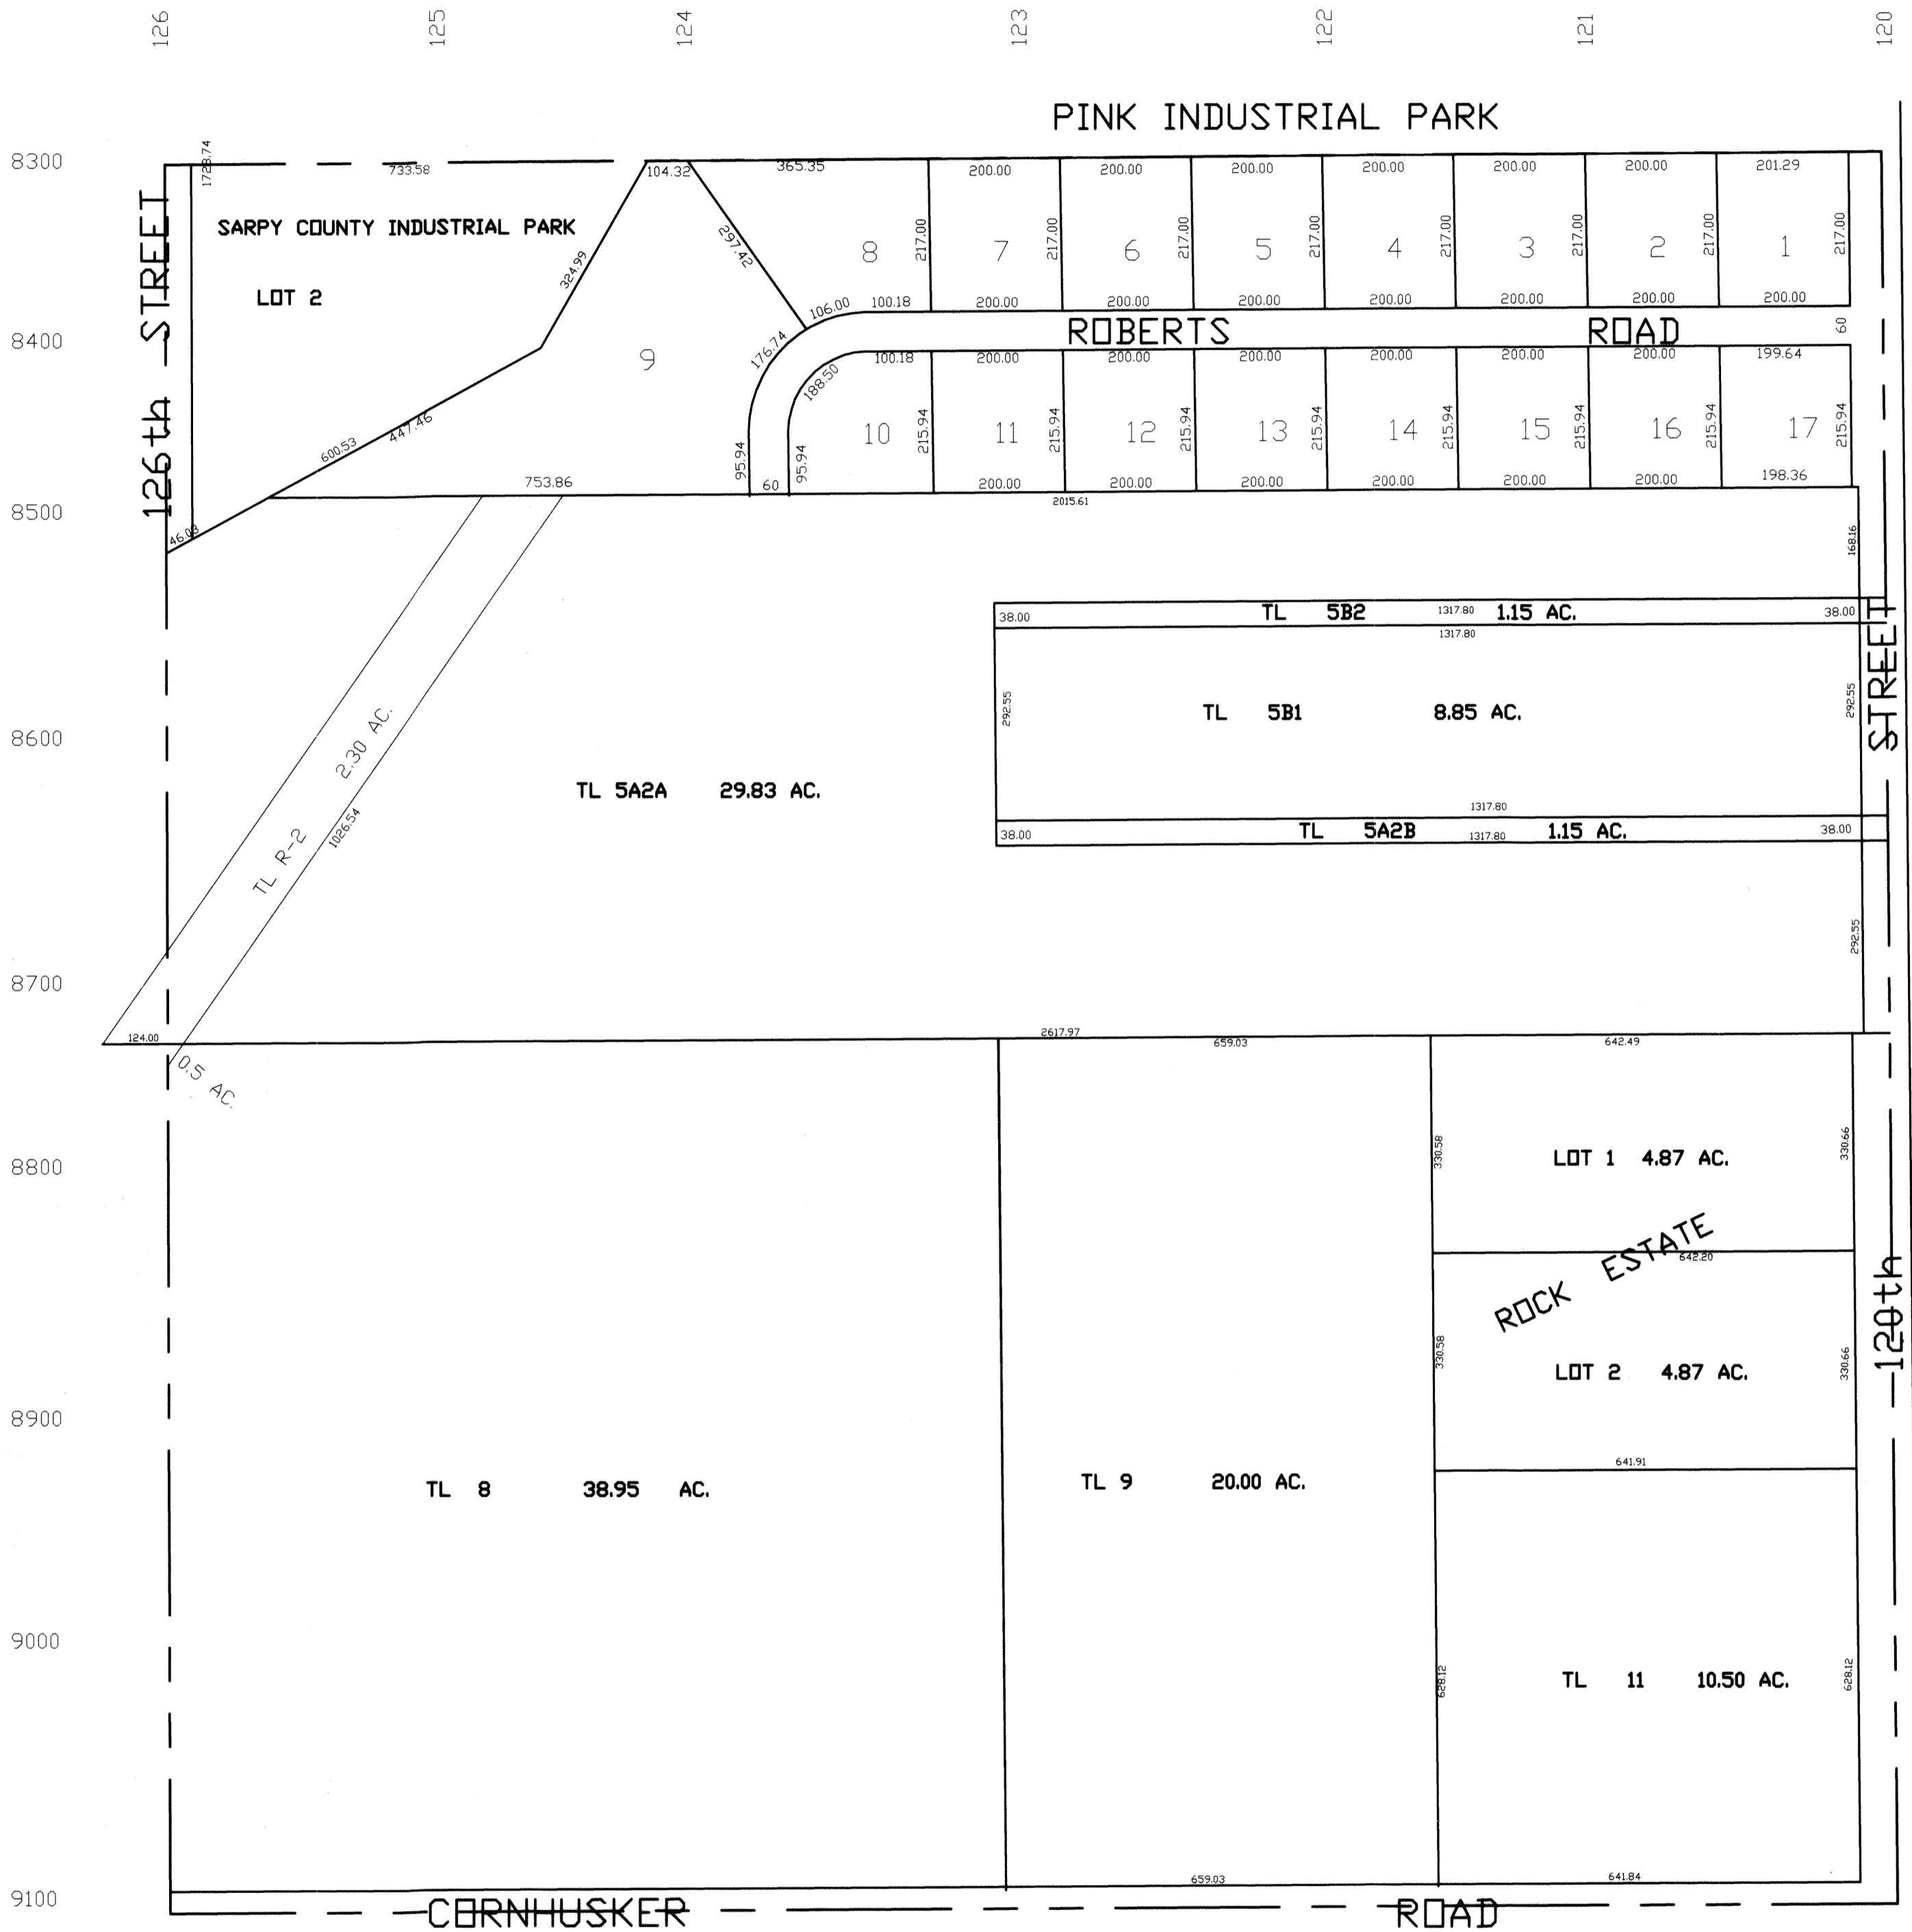 126 125 124 123 122 121 120
PINK INDUSTRIAL PARK
8300
1728.74 733.58 104.32 365.35 200.00 200.00 200.00 200.00 200.00 200.00 201.29
SARPY COUNTY INDUSTRIAL PARK
LOT 2
324.99 297.42
8 217.00 7 217.00 6 217.00 5 217.00 4 217.00 3 217.00 2 217.00 1 217.00
106.00 100.18 200.00 200.00 200.00 200.00 200.00 200.00 200.00
126th STREET
8400
ROBERTS ROAD 60
9 176.74 188.50
100.18 200.00 200.00 200.00 200.00 200.00 200.00 199.64
600.53 447.46
95.94 95.94 10 215.94 11 215.94 12 215.94 13 215.94 14 215.94 15 215.94 16 215.94 17 215.94
753.86 60 200.00 200.00 200.00 200.00 200.00 200.00 198.36
2015.61
8500
46.03 168.16
38.00 TL 5B2 1317.80 1.15 AC. 38.00
1317.80
292.55 TL 5B1 8.85 AC. 292.55
STREET
8600
TL R-2 2.30 AC.
1026.54
TL 5A2A 29.83 AC.
1317.80
38.00 TL 5A2B 1317.80 1.15 AC. 38.00
292.55
8700
124.00 2617.97 659.03 642.49
0.5 AC.
8800
330.58 LOT 1 4.87 AC. 330.66
ROCK ESTATE
642.20
120th
330.58 LOT 2 4.87 AC. 330.66
8900
641.91
TL 8 38.95 AC.
TL 9 20.00 AC.
9000
628.12 TL 11 10.50 AC. 628.12
659.03 641.84
9100
CORNHUSKER ROAD